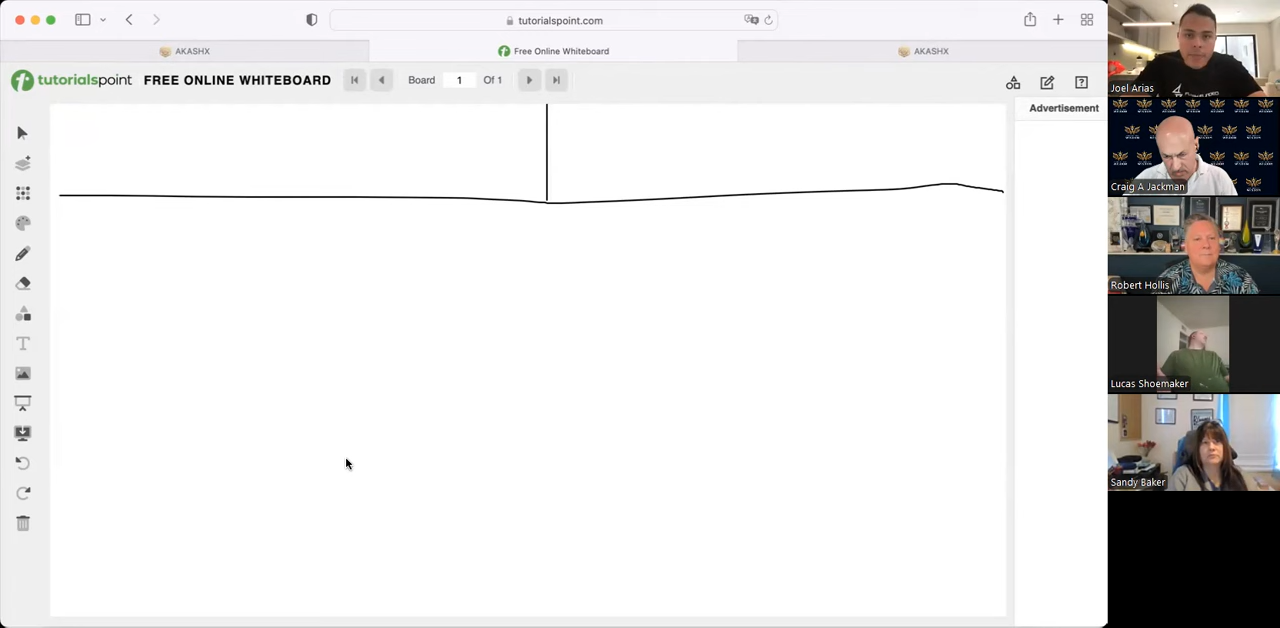 tutorialspoint.com
AKASHX
Free Online Whiteboard
AKASHX
tutorialspoint FREE ONLINE WHITEBOARD
Board 1 Of 1
Advertisement
T
Joel Arias
Craig A Jackman
Robert Hollis
Lucas Shoemaker
Sandy Baker